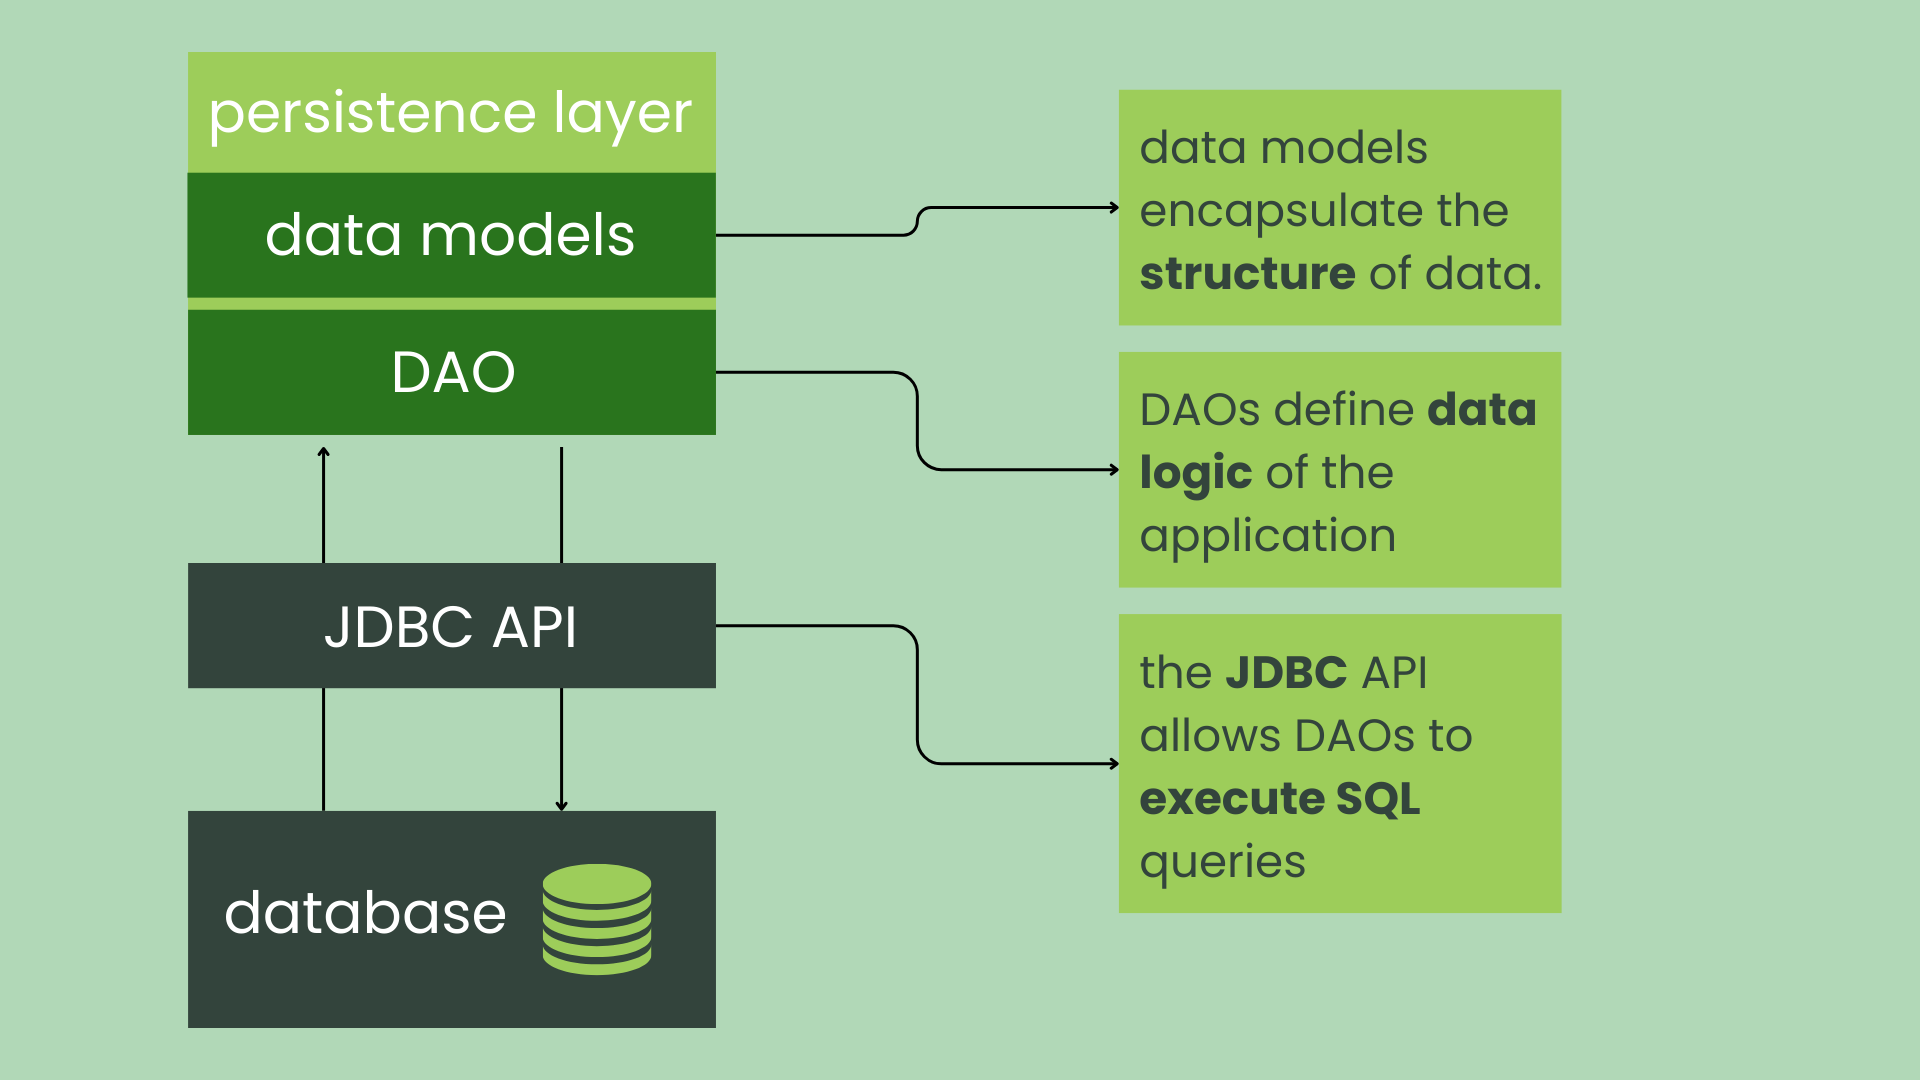 persistence layer
data models
DAO
JDBC API
database
data models
encapsulate the
structure of data.
DAOs define data
logic of the
application
the JDBC API
allows DAOs to
execute SQL
queries